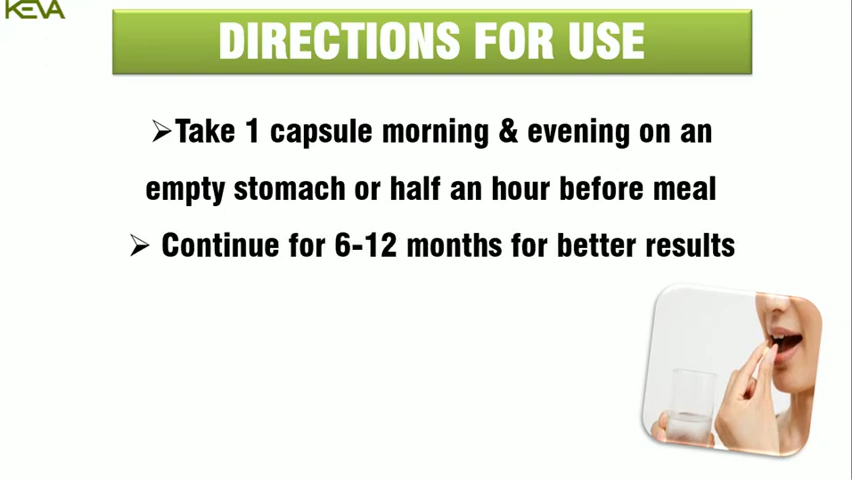 KEVA
DIRECTIONS FOR USE
➢Take 1 capsule morning & evening on an
empty stomach or half an hour before meal
➢ Continue for 6-12 months for better results